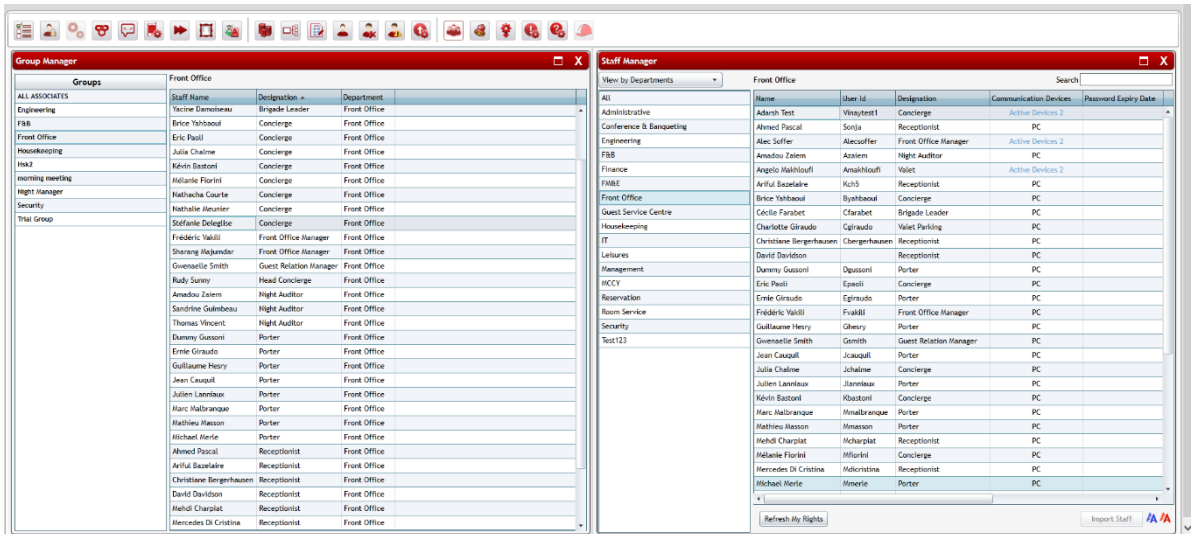 Group Manager X
Groups
ALL ASSOCIATES
Engineering
F&B
Front Office
Housekeeping
Hsk2
morning meeting
Night Manager
Security
Trial Group
Front Office
Staff Name Designation Department
Yacine Damoiseau Brigade Leader Front Office
Brice Yahbaoui Concierge Front Office
Eric Paoli Concierge Front Office
Julia Chalme Concierge Front Office
Kévin Bastoni Concierge Front Office
Mélanie Fiorini Concierge Front Office
Nathacha Courte Concierge Front Office
Nathalie Meunier Concierge Front Office
Stéfanie Deleglise Concierge Front Office
Frédéric Vakili Front Office Manager Front Office
Sharang Majumdar Front Office Manager Front Office
Gwenaelle Smith Guest Relation Manager Front Office
Rudy Sunny Head Concierge Front Office
Amadou Zaiem Night Auditor Front Office
Sandrine Guimbeau Night Auditor Front Office
Thomas Vincent Night Auditor Front Office
Dummy Gussoni Porter Front Office
Ernie Giraudo Porter Front Office
Guillaume Hesry Porter Front Office
Jean Cauquil Porter Front Office
Julien Lanniaux Porter Front Office
Marc Malbranque Porter Front Office
Mathieu Masson Porter Front Office
Michael Merle Porter Front Office
Ahmed Pascal Receptionist Front Office
Ariful Bazelaire Receptionist Front Office
Christiane Bergerhausen Receptionist Front Office
David Davidson Receptionist Front Office
Mehdi Charpiat Receptionist Front Office
Mercedes Di Cristina Receptionist Front Office
Staff Manager X
View by Departments
All
Administrative
Conference & Banqueting
Engineering
F&B
Finance
FM&E
Front Office
Guest Service Centre
Housekeeping
IT
Leisures
Management
MCCY
Reservation
Room Service
Security
Test123
Front Office Search
Name User Id Designation Communication Devices Password Expiry Date
Adarsh Test Vinaytest1 Concierge Active Devices 2
Ahmed Pascal Sonja Receptionist PC
Alec Soffer Alecsoffer Front Office Manager Active Devices 2
Amadou Zaiem Azaiem Night Auditor PC
Angelo Makhloufi Amakhloufi Valet Active Devices 2
Ariful Bazelaire Kch5 Receptionist PC
Brice Yahbaoui Byahbaoui Concierge PC
Cécile Farabet Cfarabet Brigade Leader PC
Charlotte Giraudo Cgiraudo Valet Parking PC
Christiane Bergerhausen Cbergerhausen Receptionist PC
David Davidson Receptionist PC
Dummy Gussoni Dgussoni Porter PC
Eric Paoli Epaoli Concierge PC
Ernie Giraudo Egiraudo Porter PC
Frédéric Vakili Fvakili Front Office Manager PC
Guillaume Hesry Ghesry Porter PC
Gwenaelle Smith Gsmith Guest Relation Manager PC
Jean Cauquil Jcauquil Porter PC
Julia Chalme Jchalme Concierge PC
Julien Lanniaux Jlanniaux Porter PC
Kévin Bastoni Kbastoni Concierge PC
Marc Malbranque Mmalbranque Porter PC
Mathieu Masson Mmasson Porter PC
Mehdi Charpiat Mcharpiat Receptionist PC
Mélanie Fiorini Mfiorini Concierge PC
Mercedes Di Cristina Mdicristina Receptionist PC
Michael Merle Mmerle Porter PC
Refresh My Rights Import Staff A A